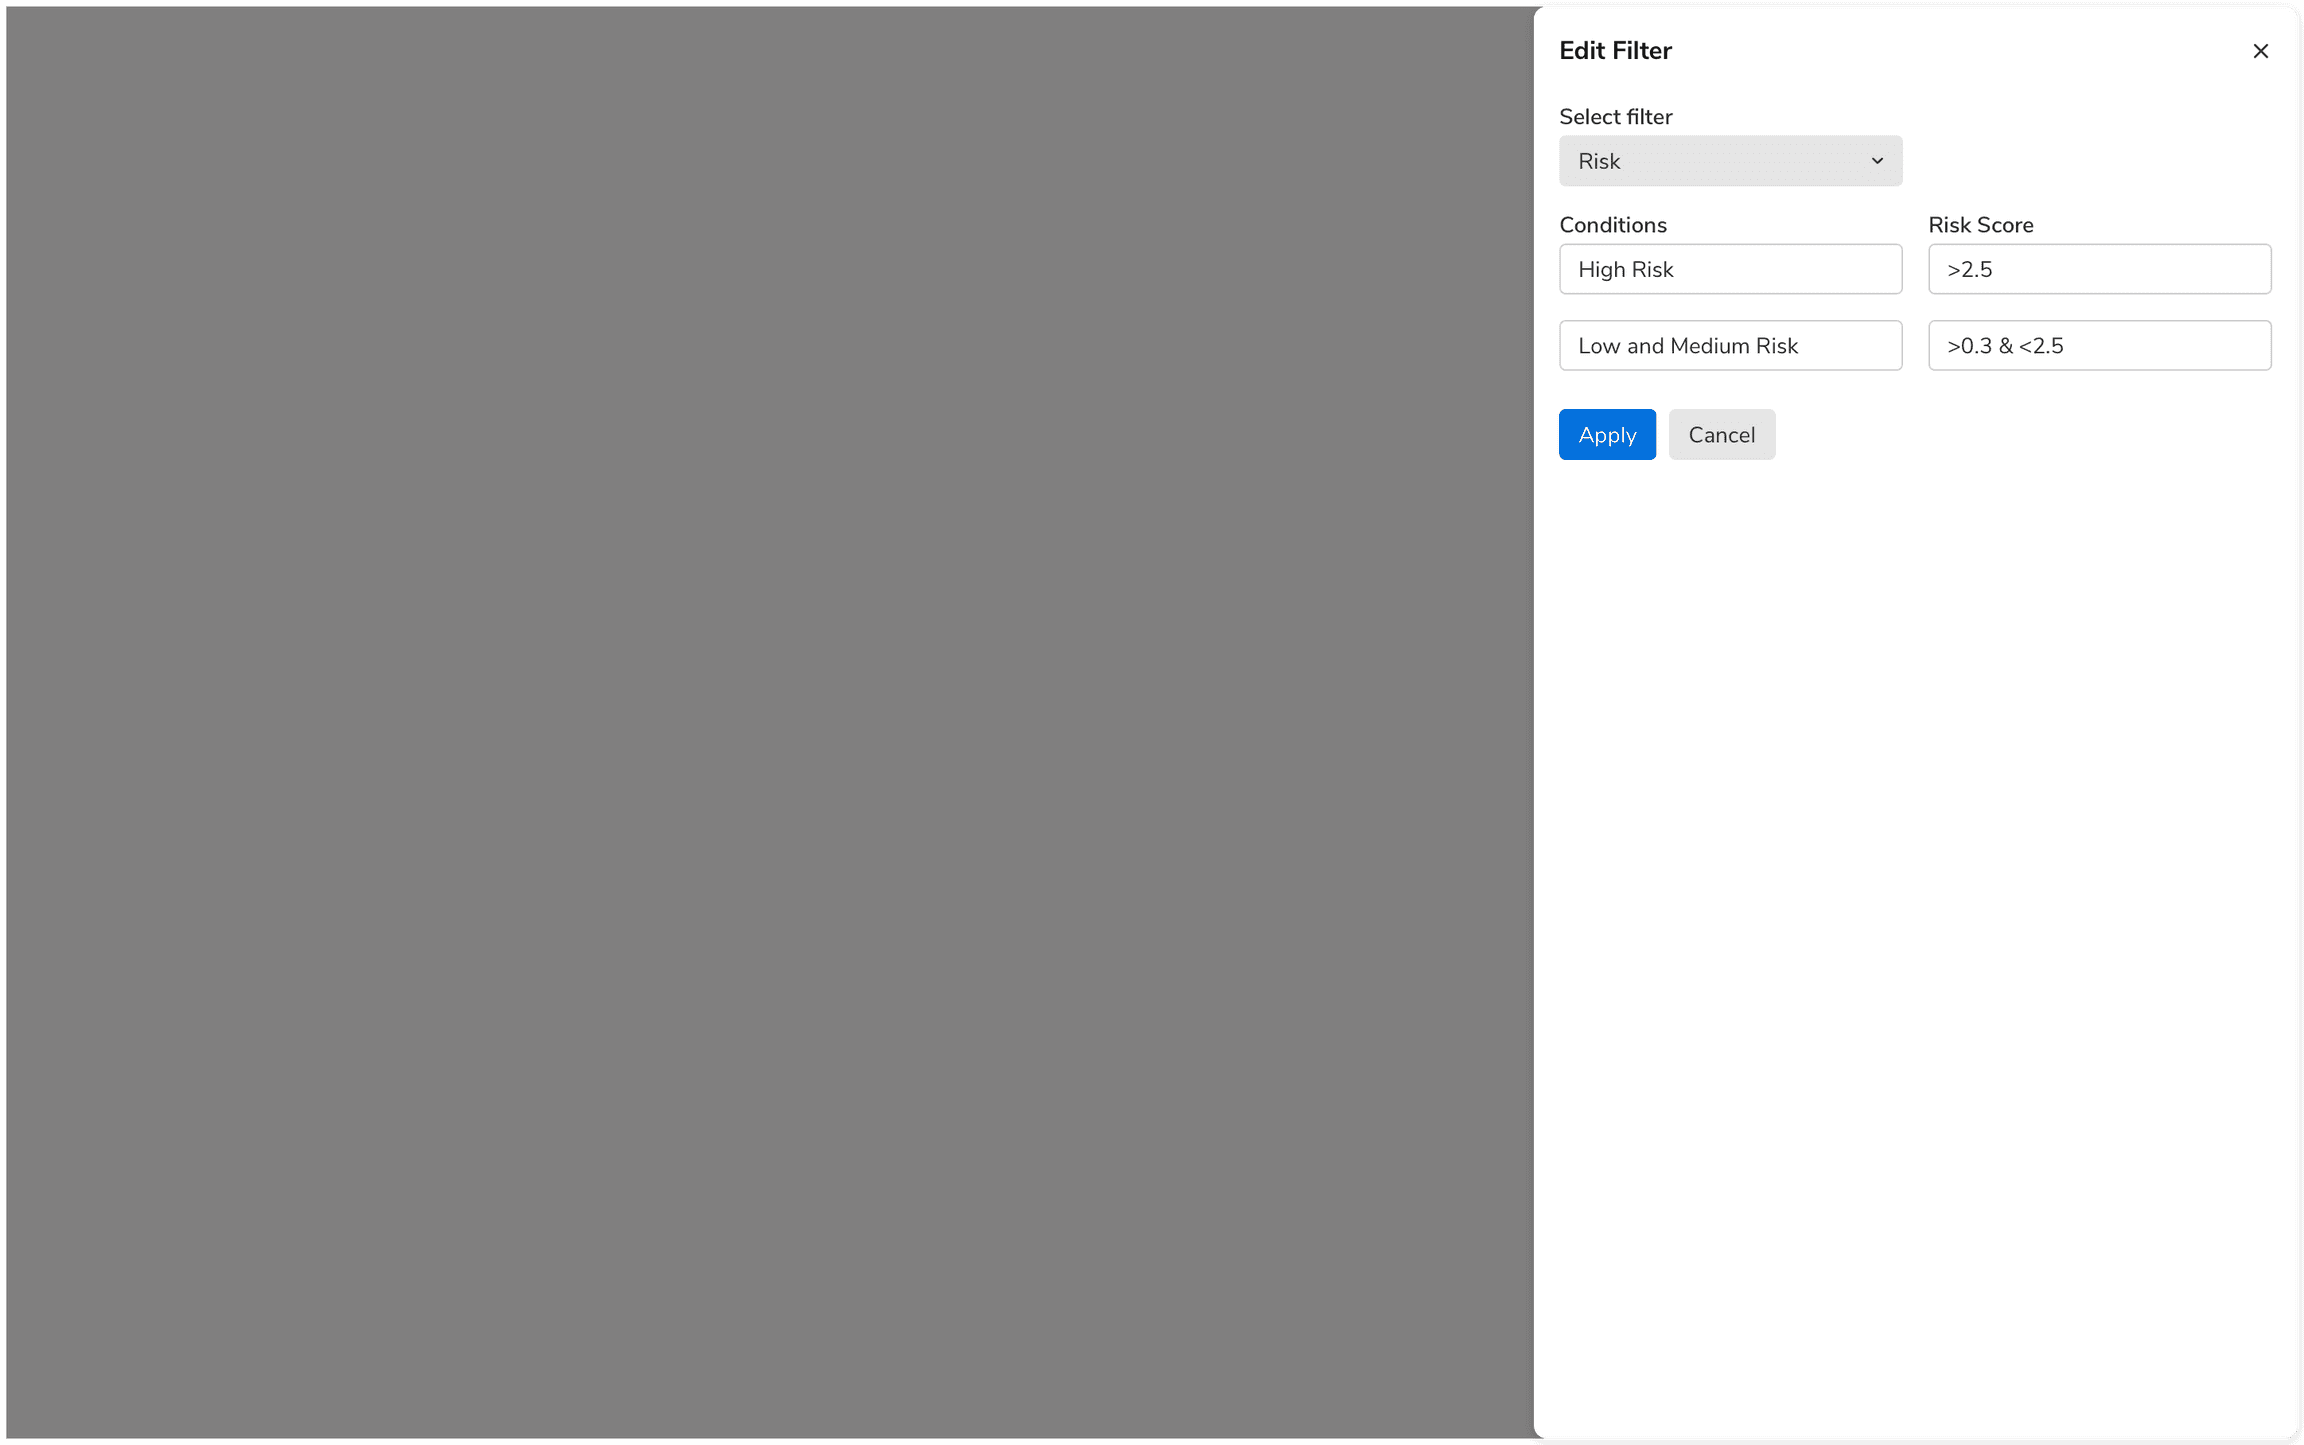 Edit Filter
Select filter
Risk
Conditions
Risk Score
High Risk
>2.5
Low and Medium Risk
>0.3 & <2.5
Apply
Cancel